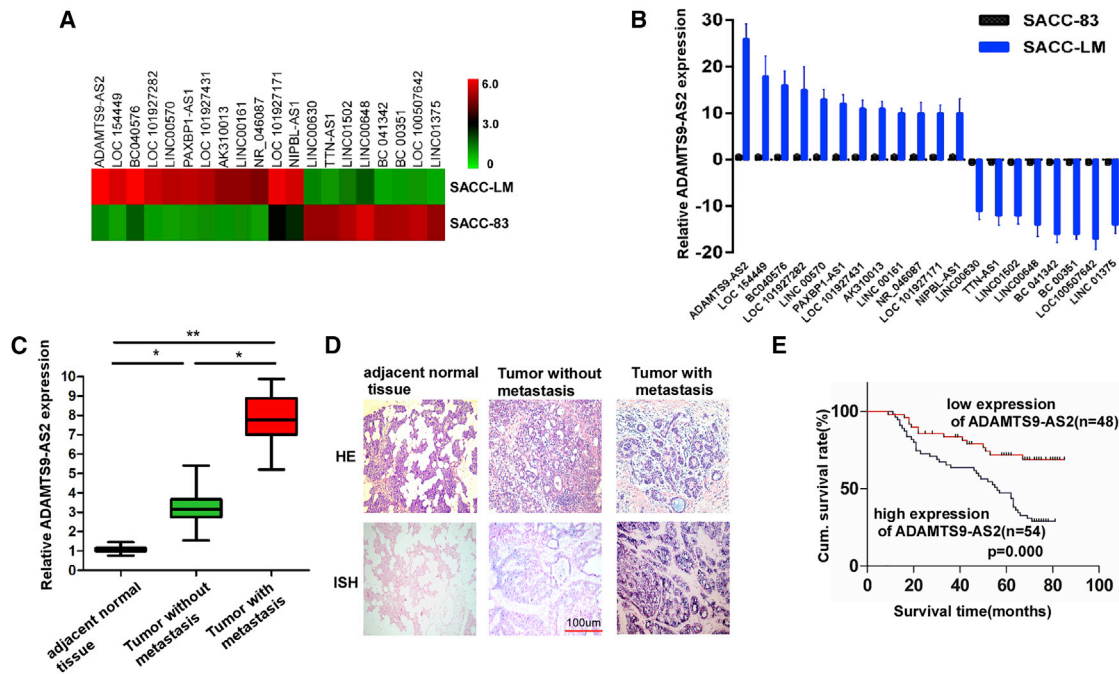 A
ADAMTS9-AS2
LOC 154449
BC040576
LOC 101927282
LINC00570
PAXBP1-AS1
LOC 101927431
AK310013
LINC00161
NR_046087
LOC 101927171
NIPBL-AS1
LINC00630
TTN-AS1
LINC01502
LINC00648
BC 041342
BC 00351
LOC 100507642
LINC01375
6.0
3.0
0
SACC-LM
SACC-83
B
Relative ADAMTS9-AS2 expression
30
20
10
0
-10
-20
SACC-83
SACC-LM
ADAMTS9-AS2
LOC 154449
BC040576
LOC 101927282
LINC 00570
PAXBP1-AS1
LOC 101927431
AK310013
LINC 00161
NR_046087
LOC 101927171
NIPBL-AS1
LINC00630
TTN-AS1
LINC01502
LINC00648
BC 041342
BC 00351
LOC100507642
LINC 01375
C
Relative ADAMTS9-AS2 expression
10
9
8
7
6
5
4
3
2
1
0
**
*
*
adjacent normal
tissue
Tumor without
metastasis
Tumor with
metastasis
D
adjacent normal
tissue
Tumor without
metastasis
Tumor with
metastasis
HE
ISH
100um
E
Cum. survival rate(%)
100
50
0
low expression
of ADAMTS9-AS2(n=48)
high expression
of ADAMTS9-AS2(n=54)
p=0.000
0
20
40
60
80
100
Survival time(months)